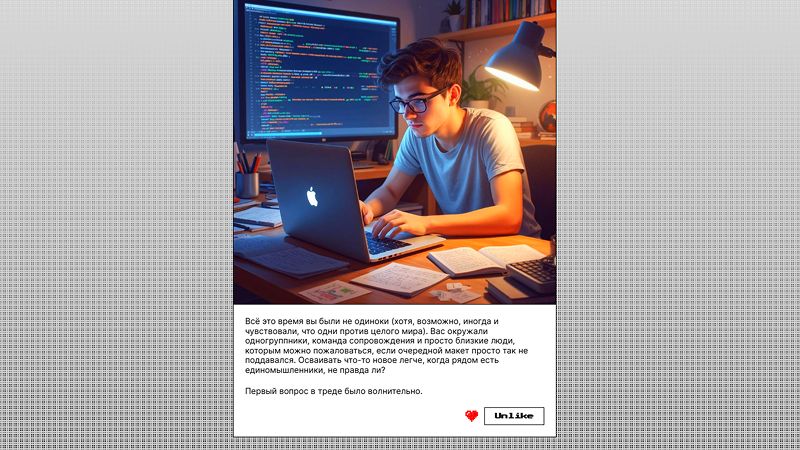 Всё это время вы были не одиноки (хотя, возможно, иногда и
чувствовали, что одни против целого мира). Вас окружали
одногруппники, команда сопровождения и просто близкие люди,
которым можно пожаловаться, если очередной макет просто так не
поддавался. Осваивать что-то новое легче, когда рядом есть
единомышленники, не правда ли?
Первый вопрос в треде было волнительно.
Unlike